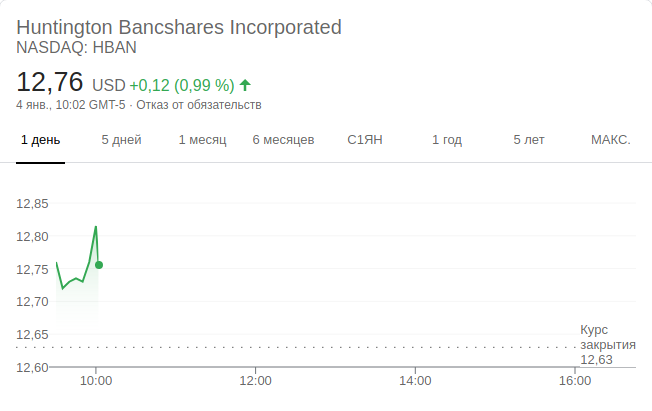 Huntington Bancshares Incorporated
NASDAQ: HBAN
12,76 USD +0,12 (0,99 %)
4 янв., 10:02 GMT-5 · Отказ от обязательств
1 день 5 дней 1 месяц 6 месяцев С1ЯН 1 год 5 лет МАКС.
12,85
12,80
12,75
12,70
12,65
12,60
Курс
закрытия
12,63
10:00 12:00 14:00 16:00